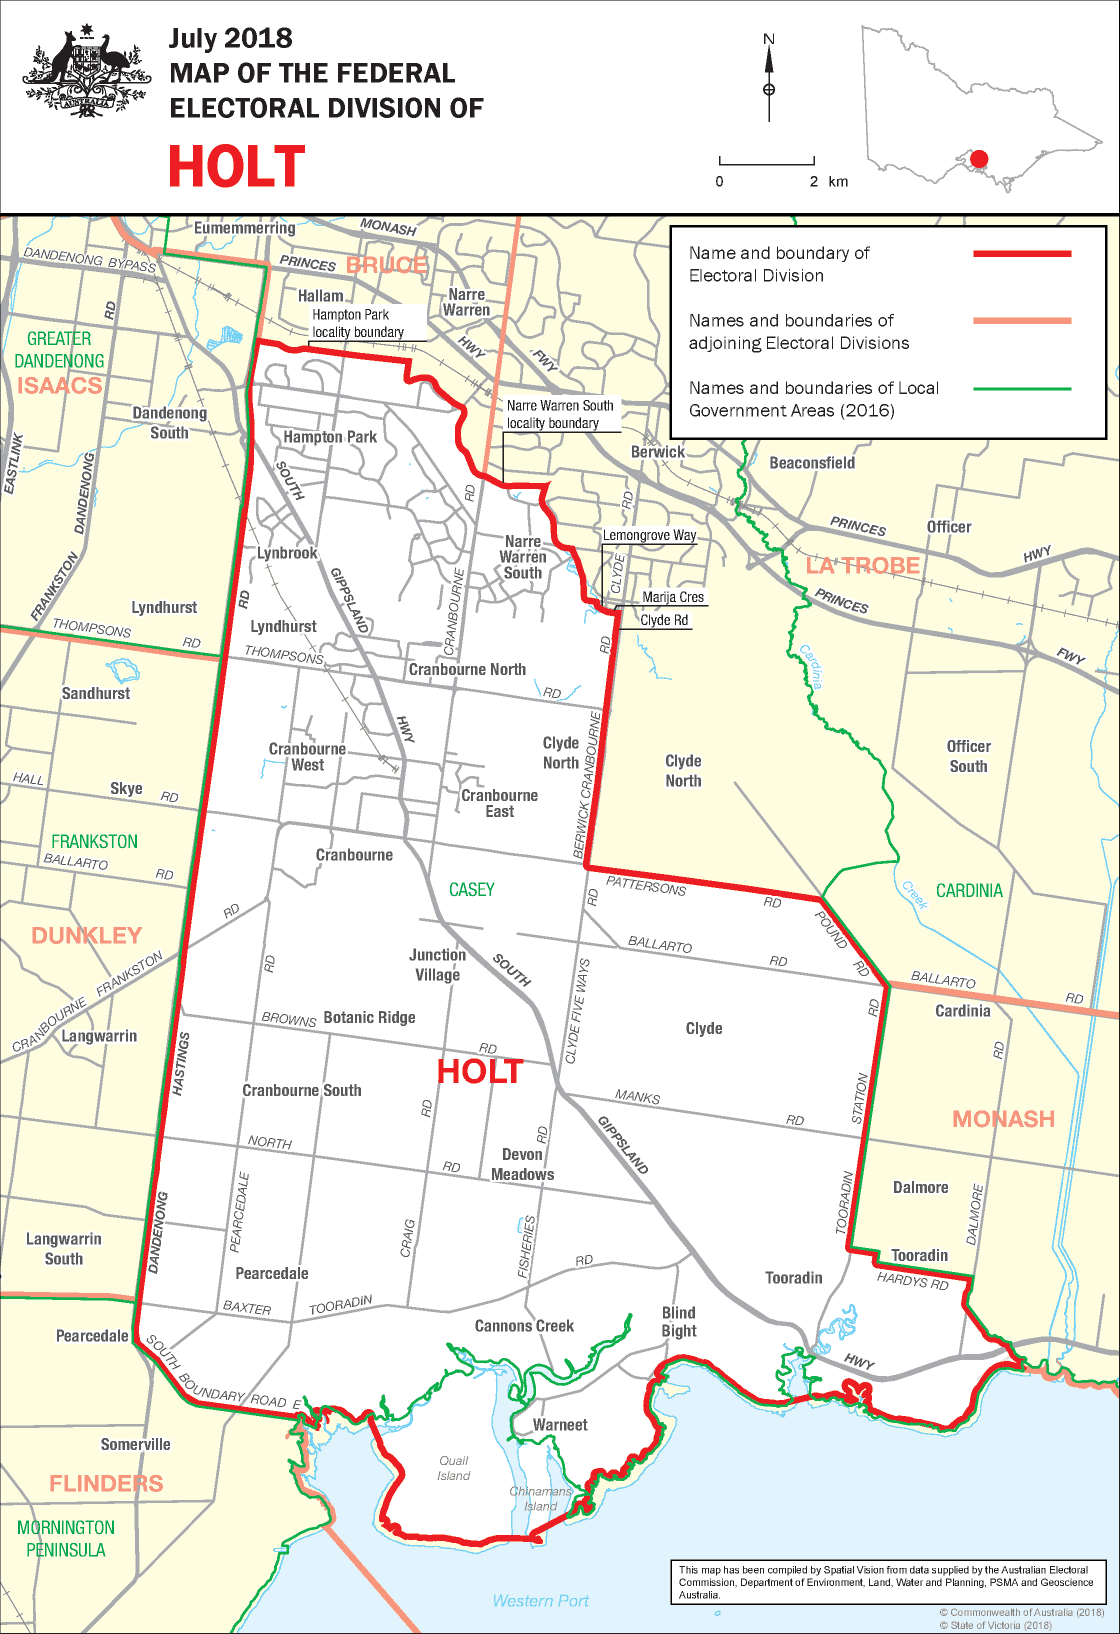 July 2018
MAP OF THE FEDERAL
ELECTORAL DIVISION OF
HOLT
AUSTRALIA
N
0 2 km
Name and boundary of
Electoral Division
Names and boundaries of
adjoining Electoral Divisions
Names and boundaries of Local
Government Areas (2016)
Eumemmerring
MONASH
DANDENONG BYPASS
PRINCES
BRUCE
HWY
FWY
Hallam
Narre
Warren
Hampton Park
locality boundary
RD
GREATER
DANDENONG
ISAACS
Dandenong
South
EASTLINK
DANDENONG
FRANKSTON
Narre Warren South
locality boundary
Berwick
Beaconsfield
RD
CLYDE
PRINCES
Officer
HWY
LA TROBE
PRINCES
FWY
Hampton Park
SOUTH
GIPPSLAND
HWY
RD
CRANBOURNE
Lynbrook
Narre
Warren
South
Lemongrove Way
Marija Cres
Clyde Rd
Lyndhurst
Lyndhurst
RD
THOMPSONS
RD
THOMPSONS
RD
Cranbourne North
Cardinia
Creek
Sandhurst
Cranbourne
West
Clyde
North
RD
BERWICK CRANBOURNE
Clyde
North
Officer
South
HALL
RD
Skye
Cranbourne
East
FRANKSTON
BALLARTO
RD
Cranbourne
CASEY
PATTERSONS
RD
CARDINIA
DUNKLEY
RD
CRANBOURNE FRANKSTON
RD
Junction
Village
SOUTH
RD
CLYDE FIVE WAYS
BALLARTO
RD
POUND
RD
BALLARTO
RD
Cardinia
Langwarrin
HASTINGS
BROWNS
RD
Botanic Ridge
Clyde
RD
STATION
RD
HOLT
Cranbourne South
RD
MANKS
RD
MONASH
NORTH
RD
Devon
Meadows
RD
GIPPSLAND
Dalmore
Langwarrin
South
DANDENONG
PEARCEDALE
CRAIG
FISHERIES
TOORADIN
DALMORE
Tooradin
HARDYS RD
Pearcedale
RD
Tooradin
BAXTER
TOORADIN
Pearcedale
SOUTH BOUNDARY ROAD E
Cannons Creek
Blind
Bight
HWY
Warneet
Somerville
FLINDERS
Quail
Island
Chinamans
Island
MORNINGTON
PENINSULA
Western Port
This map has been compiled by Spatial Vision from data supplied by the Australian Electoral
Commission, Department of Environment, Land, Water and Planning, PSMA and Geoscience
Australia.
© Commonwealth of Australia (2018)
© State of Victoria (2018)